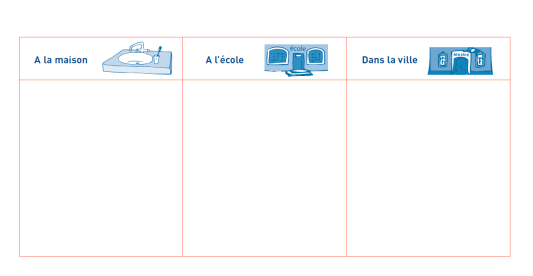 A la maison
A l'école
école
Dans la ville
MAIRIE